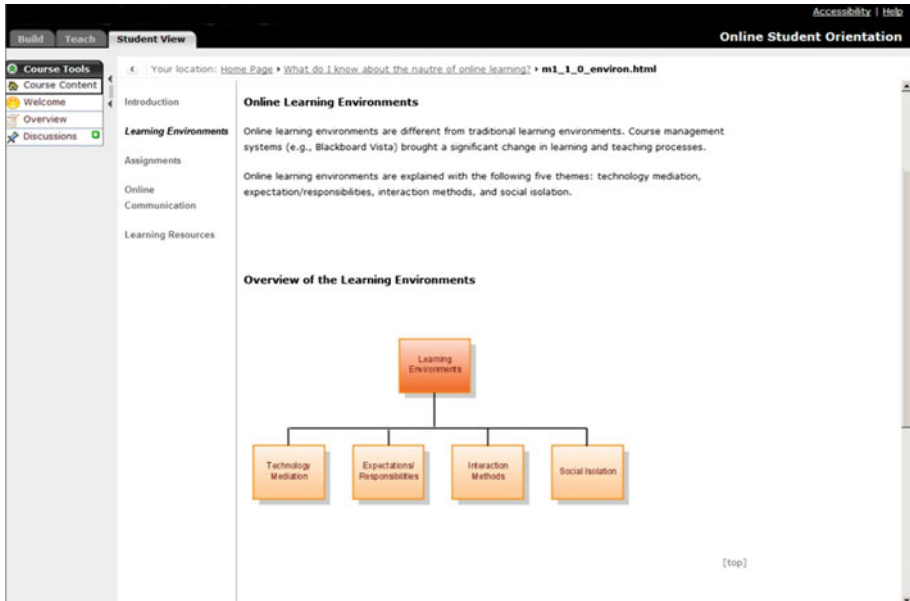 Accessibility | Help
Build Teach Student View Online Student Orientation
Course Tools
Course Content
Welcome
Overview
Discussions
Your location: Home Page › What do I know about the nautre of online learning? › m1_1_0_environ.html
Introduction
Learning Environments
Assignments
Online
Communication
Learning Resources
Online Learning Environments
Online learning environments are different from traditional learning environments. Course management
systems (e.g., Blackboard Vista) brought a significant change in learning and teaching processes.
Online learning environments are explained with the following five themes: technology mediation,
expectation/responsibilities, interaction methods, and social isolation.
Overview of the Learning Environments
Learning
Environments
Technology
Mediation
Expectations/
Responsibilities
Interaction
Methods
Social Isolation
[top]